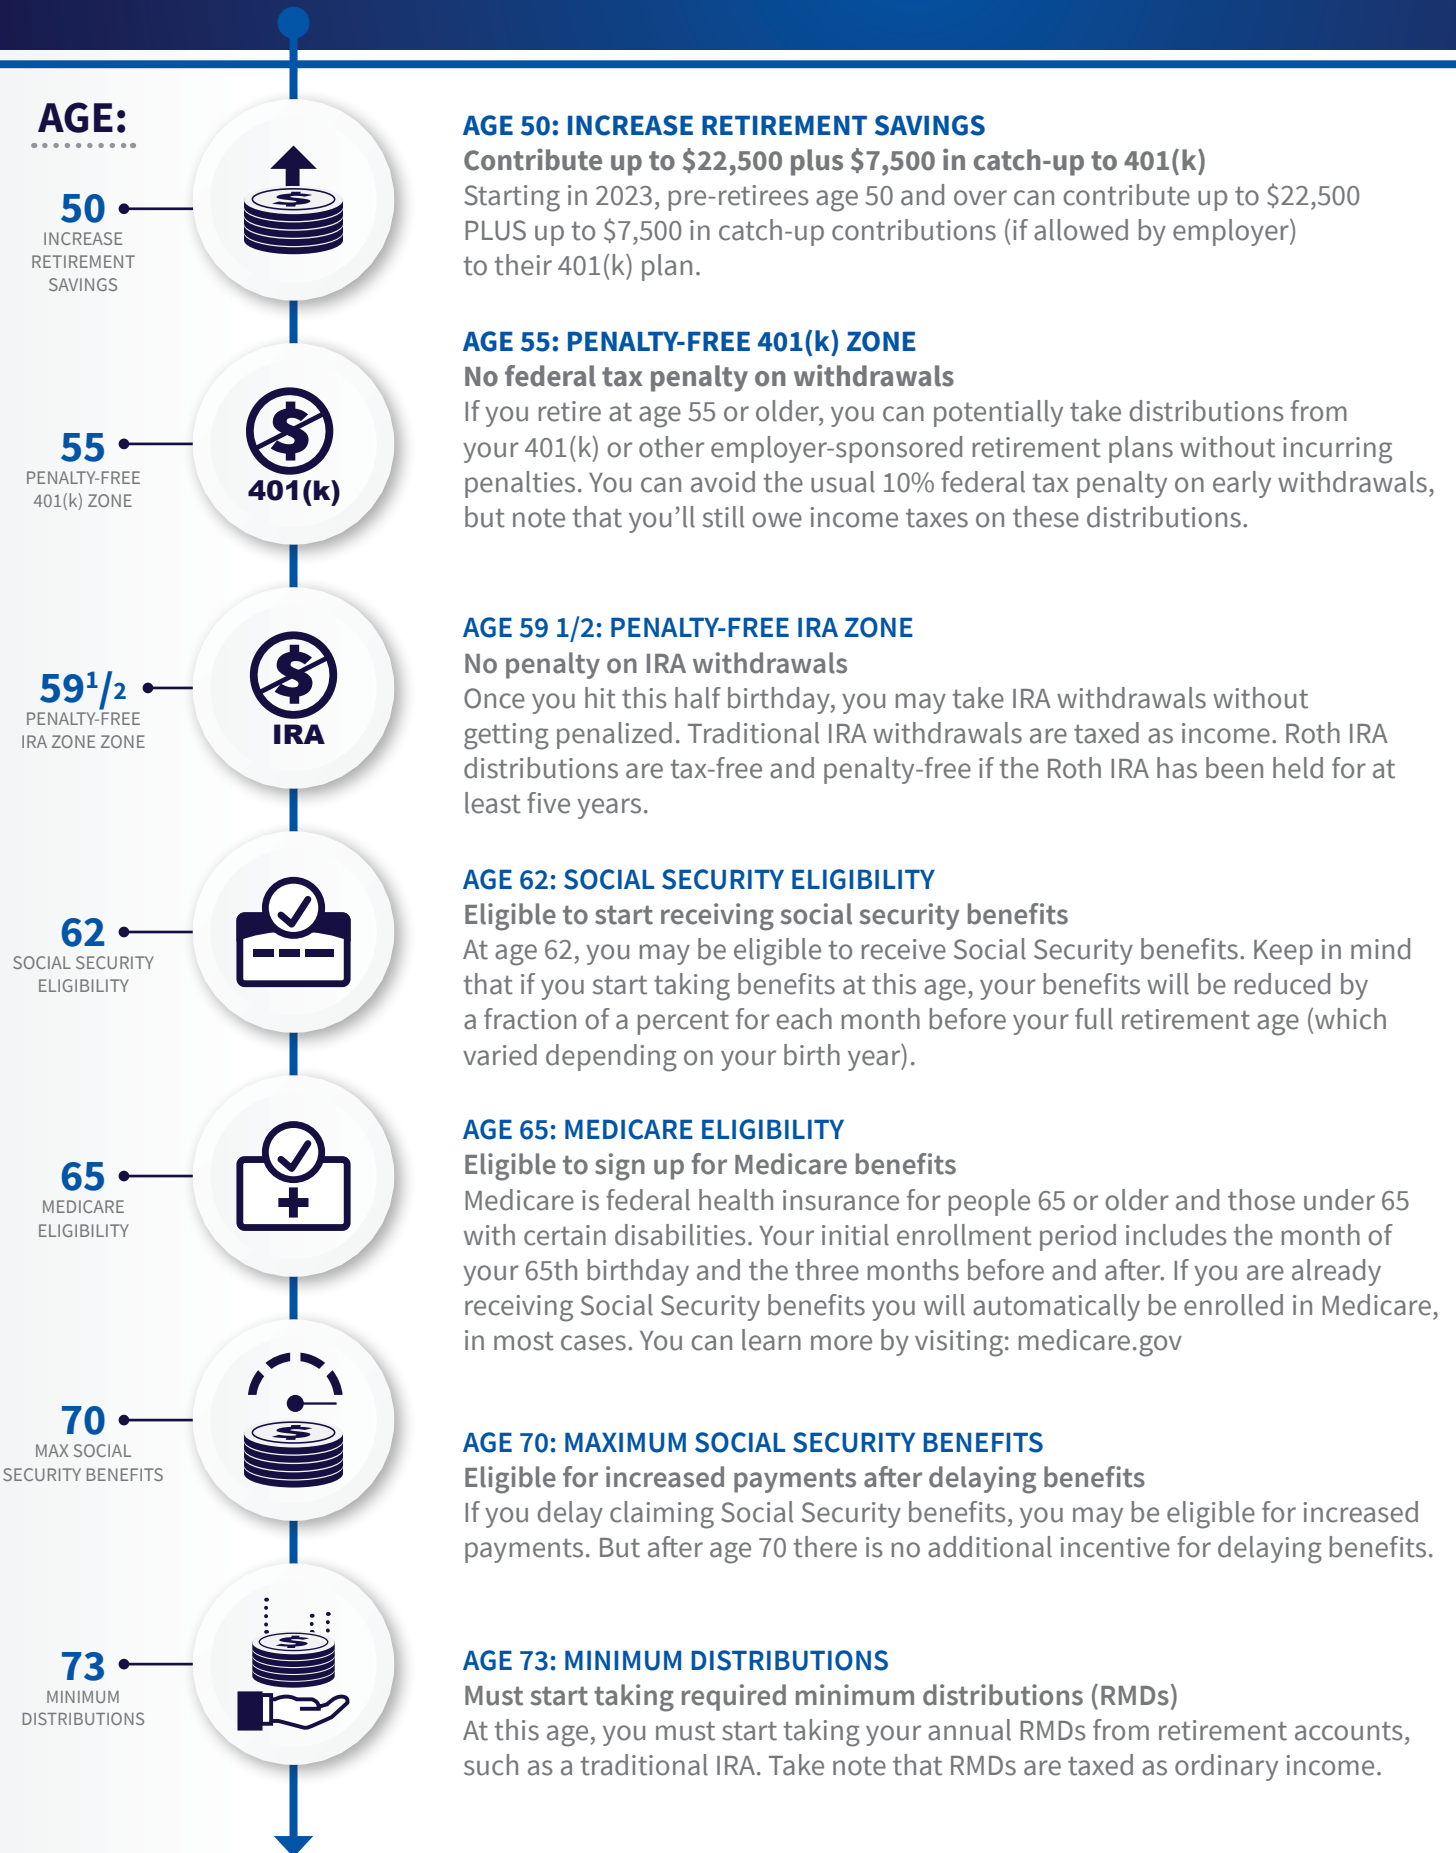 AGE:
50
INCREASE
RETIREMENT
SAVINGS
AGE 50: INCREASE RETIREMENT SAVINGS
Contribute up to $22,500 plus $7,500 in catch-up to 401(k)
Starting in 2023, pre-retirees age 50 and over can contribute up to $22,500
PLUS up to $7,500 in catch-up contributions (if allowed by employer)
to their 401(k) plan.
55
PENALTY-FREE
401(k) ZONE
$
401(k)
AGE 55: PENALTY-FREE 401(k) ZONE
No federal tax penalty on withdrawals
If you retire at age 55 or older, you can potentially take distributions from
your 401(k) or other employer-sponsored retirement plans without incurring
penalties. You can avoid the usual 10% federal tax penalty on early withdrawals,
but note that you’ll still owe income taxes on these distributions.
59 1/2
PENALTY-FREE
IRA ZONE ZONE
$
IRA
AGE 59 1/2: PENALTY-FREE IRA ZONE
No penalty on IRA withdrawals
Once you hit this half birthday, you may take IRA withdrawals without
getting penalized. Traditional IRA withdrawals are taxed as income. Roth IRA
distributions are tax-free and penalty-free if the Roth IRA has been held for at
least five years.
62
SOCIAL SECURITY
ELIGIBILITY
AGE 62: SOCIAL SECURITY ELIGIBILITY
Eligible to start receiving social security benefits
At age 62, you may be eligible to receive Social Security benefits. Keep in mind
that if you start taking benefits at this age, your benefits will be reduced by
a fraction of a percent for each month before your full retirement age (which
varied depending on your birth year).
65
MEDICARE
ELIGIBILITY
AGE 65: MEDICARE ELIGIBILITY
Eligible to sign up for Medicare benefits
Medicare is federal health insurance for people 65 or older and those under 65
with certain disabilities. Your initial enrollment period includes the month of
your 65th birthday and the three months before and after. If you are already
receiving Social Security benefits you will automatically be enrolled in Medicare,
in most cases. You can learn more by visiting: medicare.gov
70
MAX SOCIAL
SECURITY BENEFITS
AGE 70: MAXIMUM SOCIAL SECURITY BENEFITS
Eligible for increased payments after delaying benefits
If you delay claiming Social Security benefits, you may be eligible for increased
payments. But after age 70 there is no additional incentive for delaying benefits.
73
MINIMUM
DISTRIBUTIONS
AGE 73: MINIMUM DISTRIBUTIONS
Must start taking required minimum distributions (RMDs)
At this age, you must start taking your annual RMDs from retirement accounts,
such as a traditional IRA. Take note that RMDs are taxed as ordinary income.